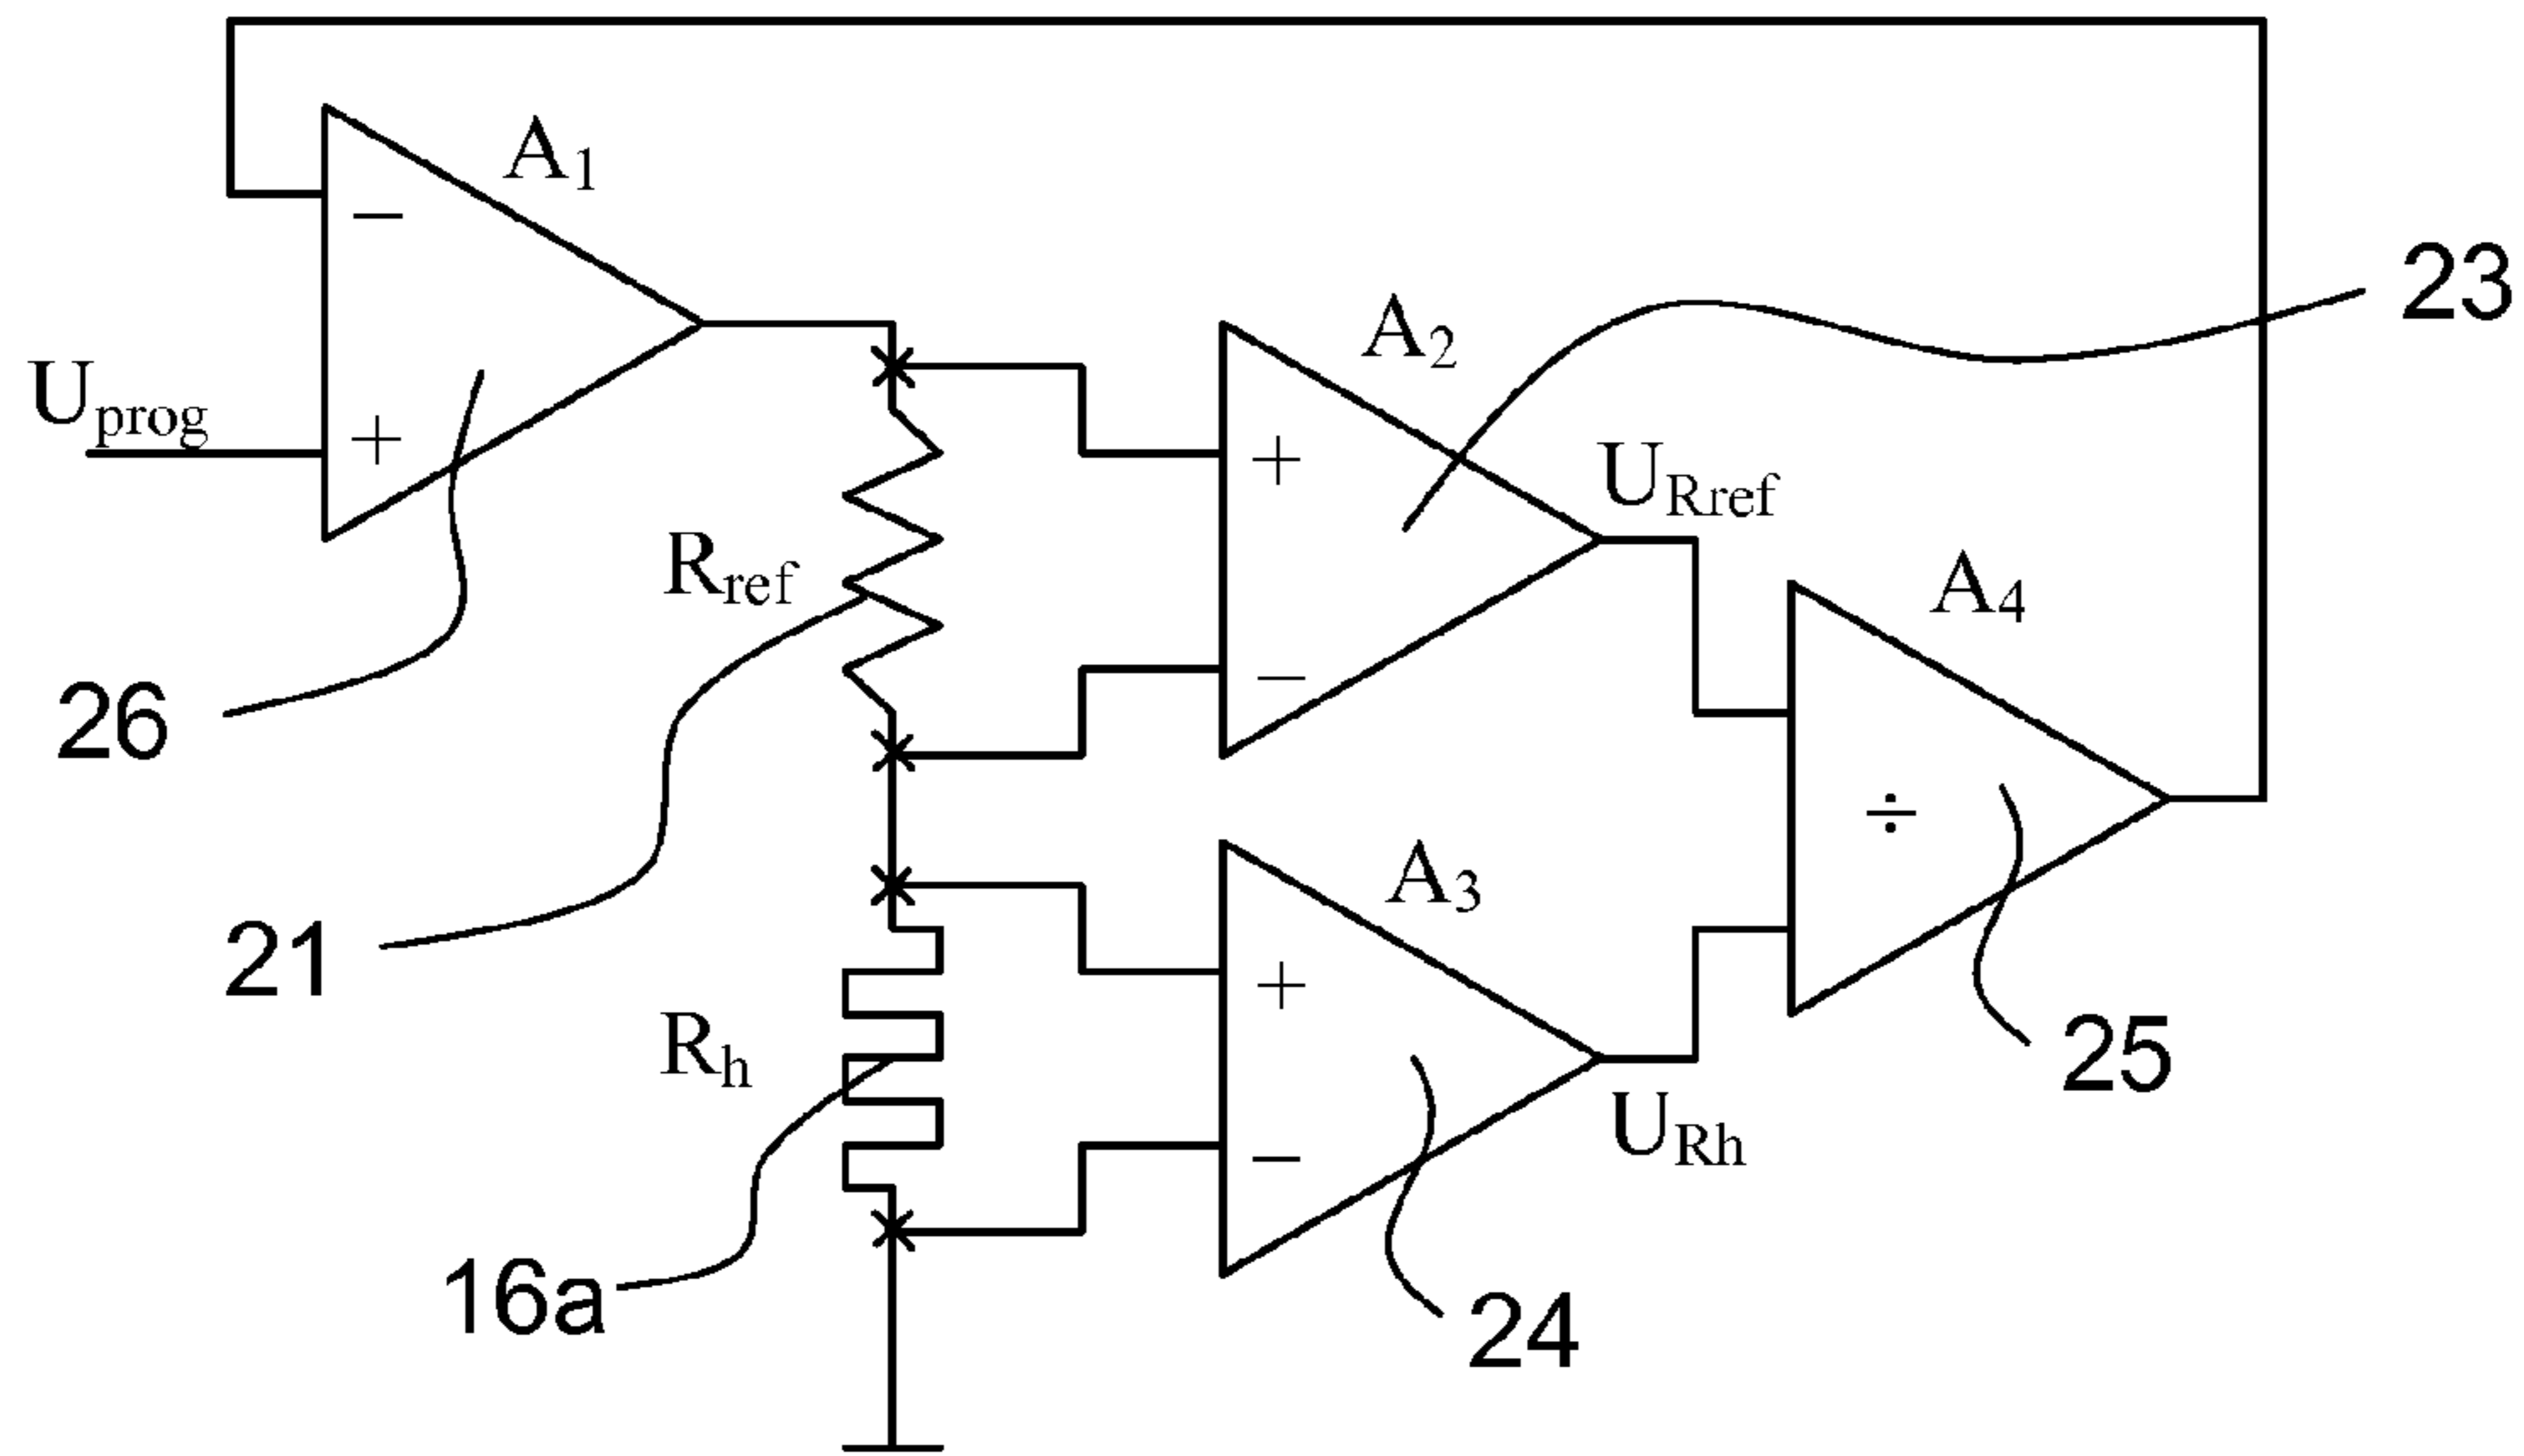 A1
−
Uprog
+
A2
+
−
23
URref
Rref
26
A4
÷
21
A3
+
−
Rh
URh
25
16a
24